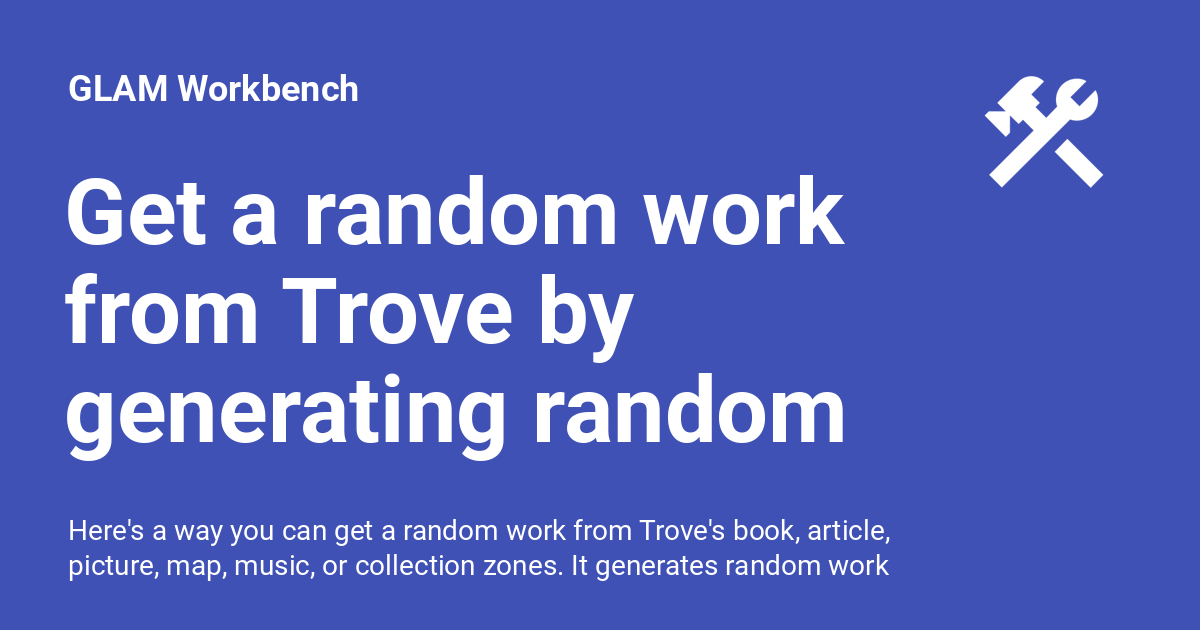 GLAM Workbench
Get a random work
from Trove by
generating random
Here's a way you can get a random work from Trove's book, article,
picture, map, music, or collection zones. It generates random work